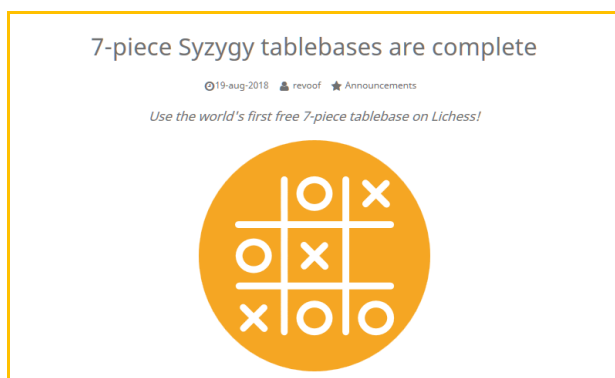 7-piece Syzygy tablebases are complete
19-aug-2018 revoof Announcements
Use the world's first free 7-piece tablebase on Lichess!